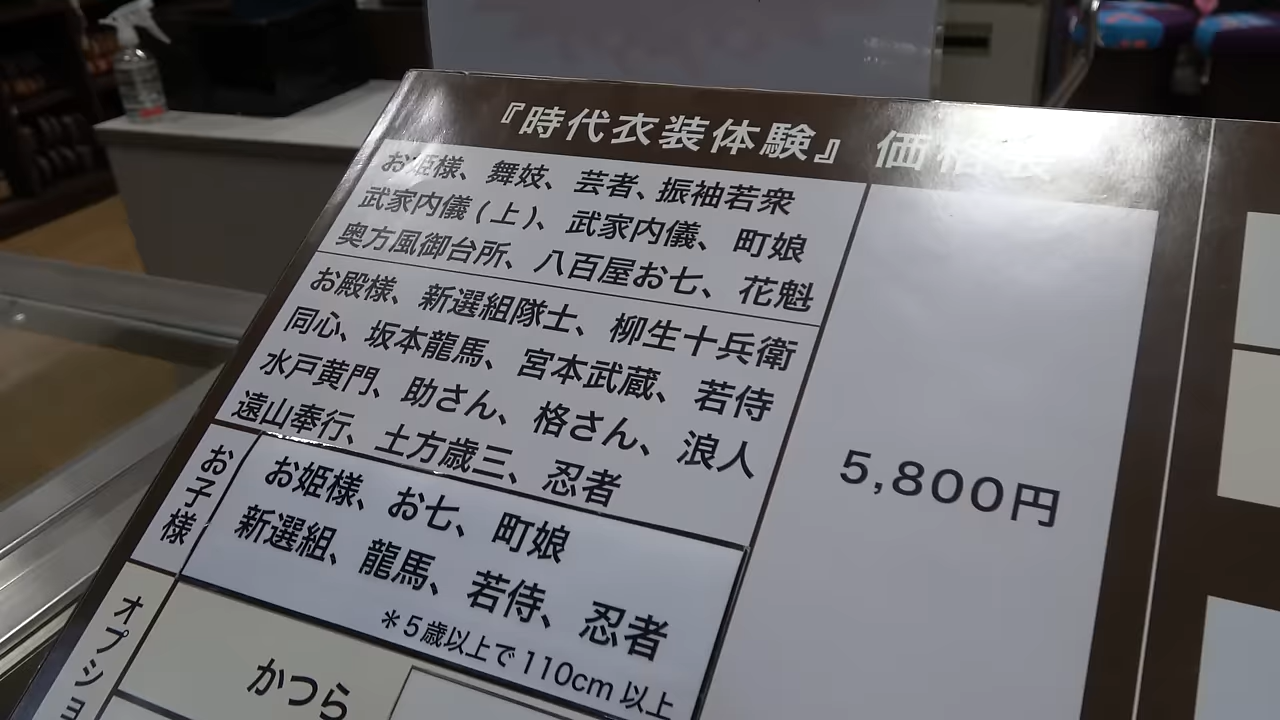 『時代衣装体験』価格表
お姫様、舞妓、芸者、振袖若衆
武家内儀(上)、武家内儀、町娘
奥方風御台所、八百屋お七、花魁
お殿様、新選組隊士、柳生十兵衛
同心、坂本龍馬、宮本武蔵、若侍
水戸黄門、助さん、格さん、浪人
遠山奉行、土方歳三、忍者
5,800円
お子様
お姫様、お七、町娘
新選組、龍馬、若侍、忍者
＊5歳以上で110cm以上
オプショ
かつら